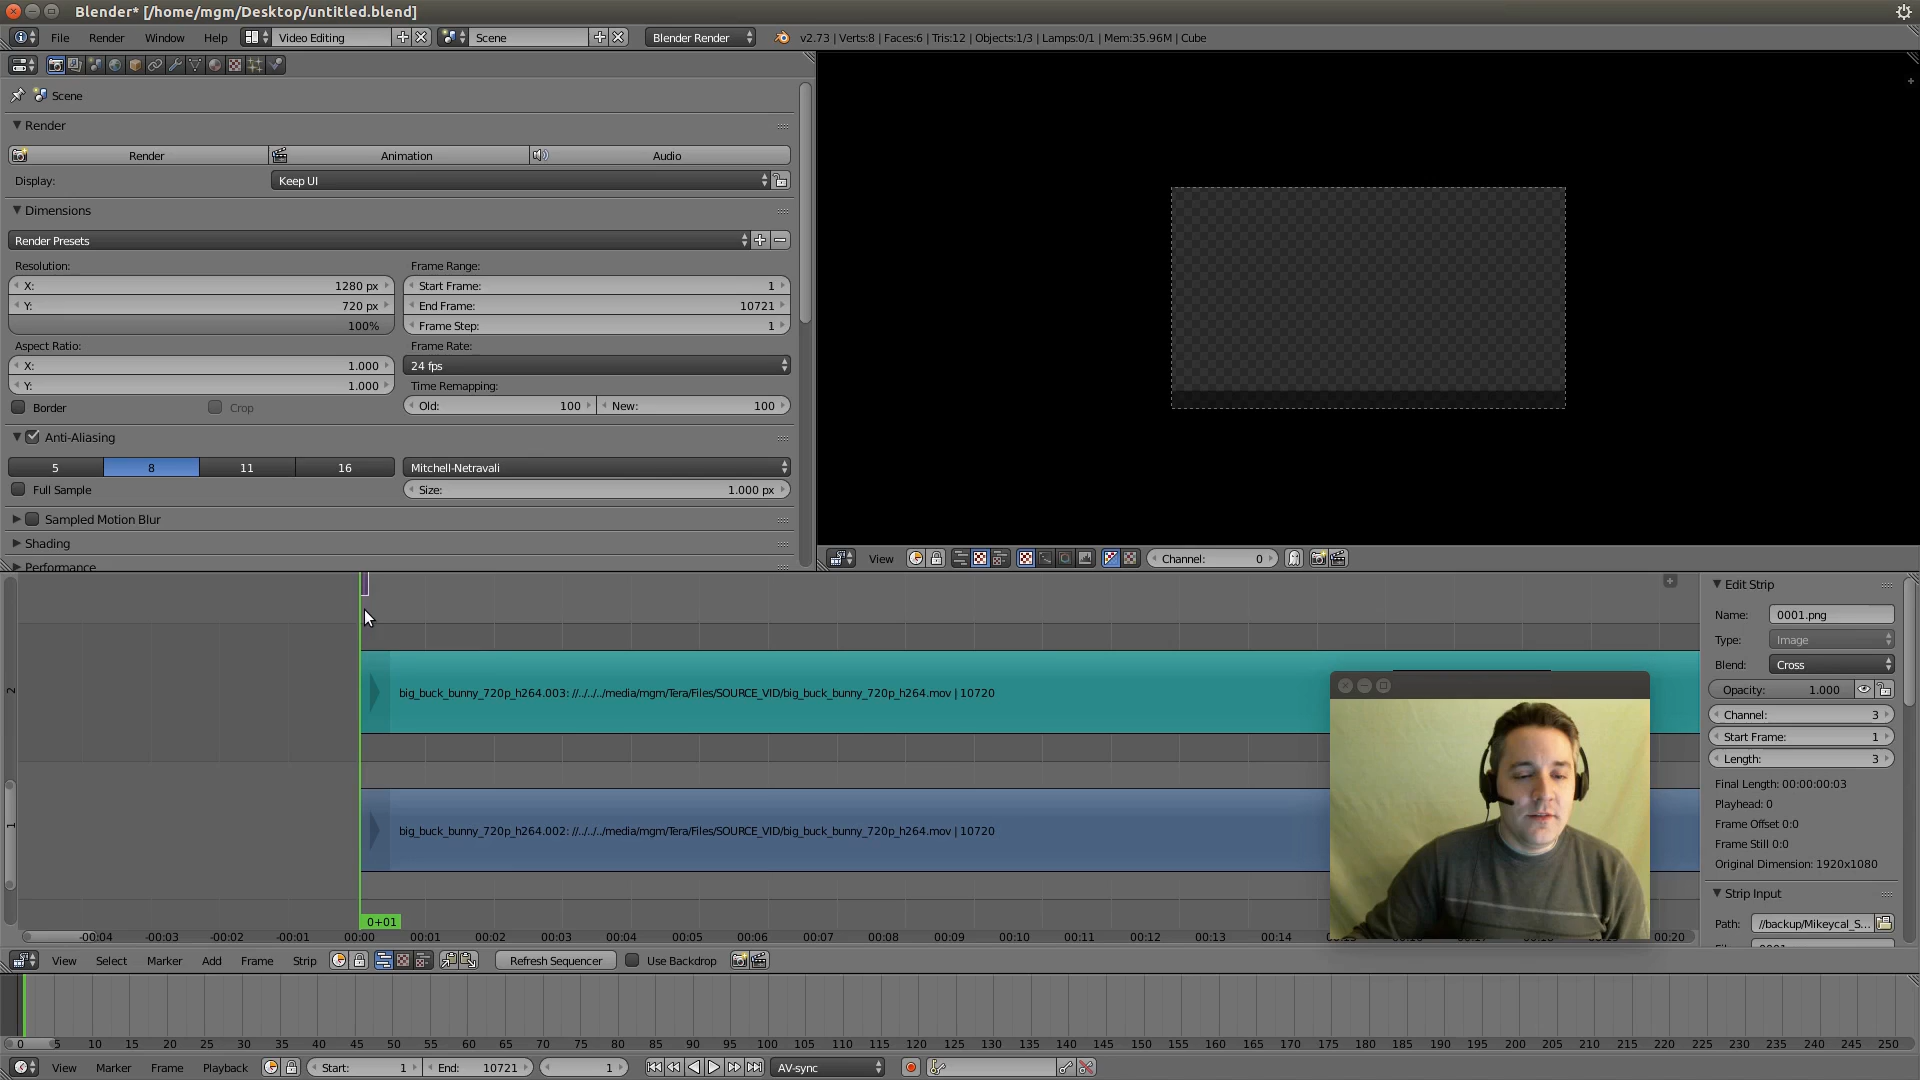 Blender* [/home/mgm/Desktop/untitled.blend]
File Render Window Help Video Editing Scene Blender Render v2.73 | Verts:8 | Faces:6 | Tris:12 | Objects:1/3 | Lamps:0/1 | Mem:35.96M | Cube
Scene
Render
Render Animation Audio
Display: Keep UI
Dimensions
Render Presets
Resolution: Frame Range:
X: 1280 px Start Frame: 1
Y: 720 px End Frame: 10721
100% Frame Step: 1
Aspect Ratio: Frame Rate:
X: 1.000 24 fps
Y: 1.000 Time Remapping:
Border Crop Old: 100 New: 100
Anti-Aliasing
5 8 11 16 Mitchell-Netravali
Full Sample Size: 1.000 px
Sampled Motion Blur
Shading
Performance
View Channel: 0
Edit Strip
Name: 0001.png
Type: Image
Blend: Cross
Opacity: 1.000
Channel: 3
Start Frame: 1
Length: 3
Final Length: 00:00:00:03
Playhead: 0
Frame Offset 0:0
Frame Still 0:0
Original Dimension: 1920x1080
Strip Input
Path: //backup/Mikeycal_S...
2
big_buck_bunny_720p_h264.003: //../../../media/mgm/Tera/Files/SOURCE_VID/big_buck_bunny_720p_h264.mov | 10720
1
big_buck_bunny_720p_h264.002: //../../../media/mgm/Tera/Files/SOURCE_VID/big_buck_bunny_720p_h264.mov | 10720
0+01
-00:04 -00:03 -00:02 -00:01 00:00 00:01 00:02 00:03 00:04 00:05 00:06 00:07 00:08 00:09 00:10 00:11 00:12 00:13 00:14 00:20
View Select Marker Add Frame Strip Refresh Sequencer Use Backdrop
0 5 10 15 20 25 30 35 40 45 50 55 60 65 70 75 80 85 90 95 100 105 110 115 120 125 130 135 140 145 150 155 160 165 170 175 180 185 190 195 200 205 210 215 220 225 230 235 240 245 250
View Marker Frame Playback Start: 1 End: 10721 1 AV-sync